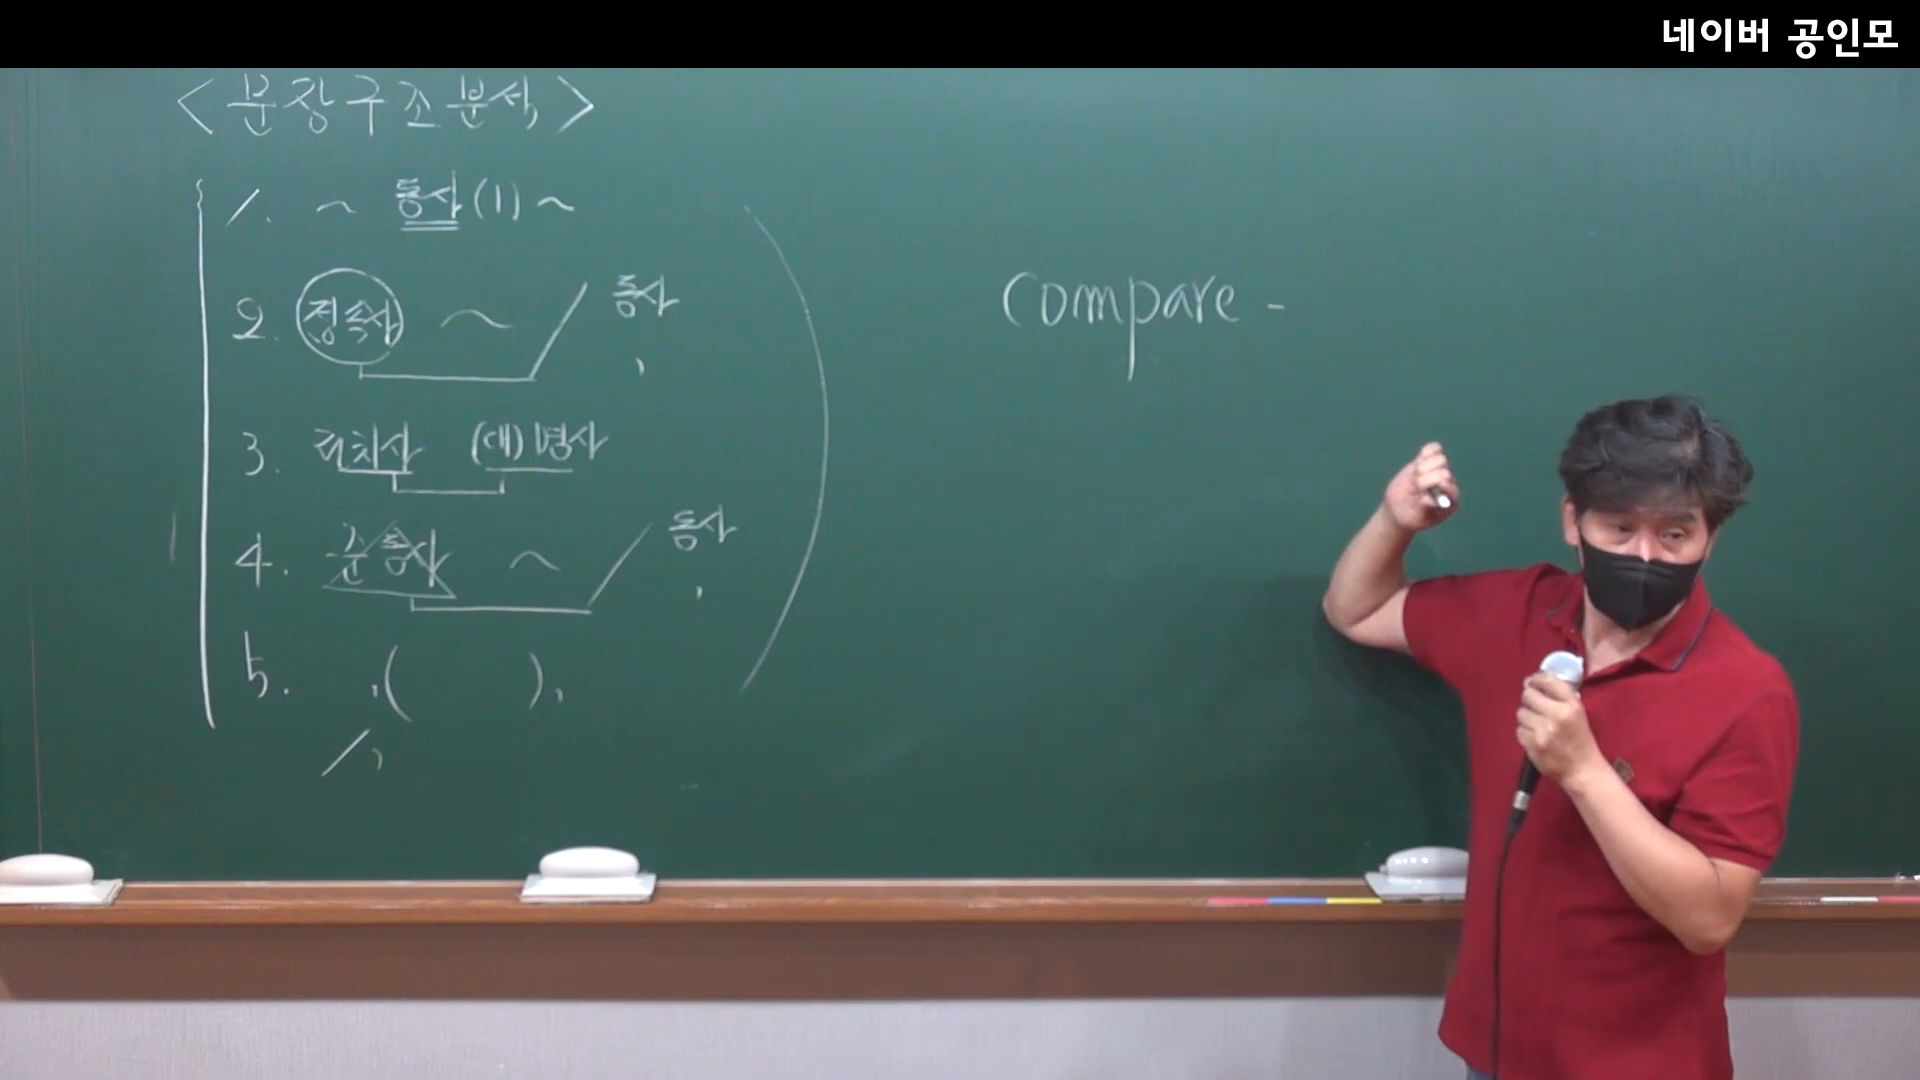 네이버 공인모
<문장구조분석>
1. ~ 동사(1) ~
2. 접속사 ~ / 동사
,
3. 전치사 (대)명사
4. 준동사 ~ / 동사
,
5. ,( ),
/,
compare -